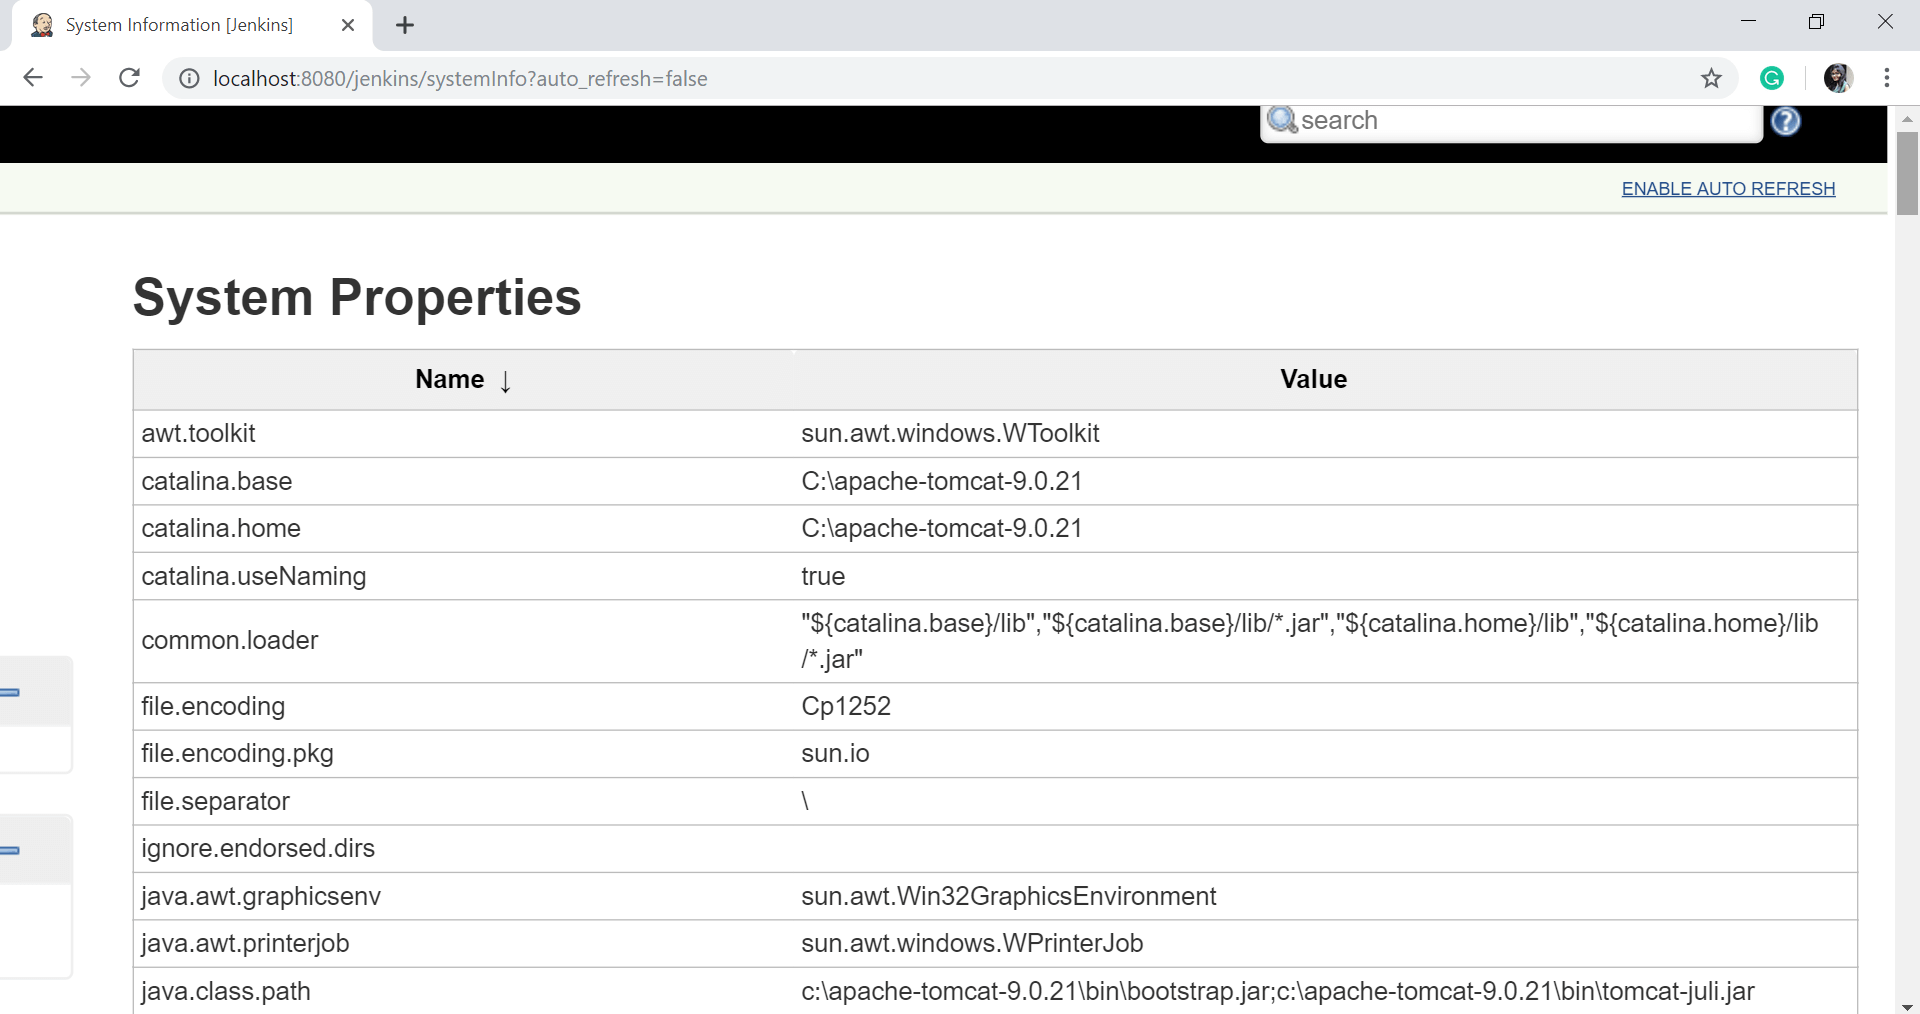 System Information [Jenkins]
localhost:8080/jenkins/systemInfo?auto_refresh=false
search
ENABLE AUTO REFRESH
System Properties
Name ↓ Value
awt.toolkit sun.awt.windows.WToolkit
catalina.base C:\apache-tomcat-9.0.21
catalina.home C:\apache-tomcat-9.0.21
catalina.useNaming true
common.loader "${catalina.base}/lib","${catalina.base}/lib/*.jar","${catalina.home}/lib","${catalina.home}/lib
/*.jar"
file.encoding Cp1252
file.encoding.pkg sun.io
file.separator \
ignore.endorsed.dirs
java.awt.graphicsenv sun.awt.Win32GraphicsEnvironment
java.awt.printerjob sun.awt.windows.WPrinterJob
java.class.path c:\apache-tomcat-9.0.21\bin\bootstrap.jar;c:\apache-tomcat-9.0.21\bin\tomcat-juli.jar